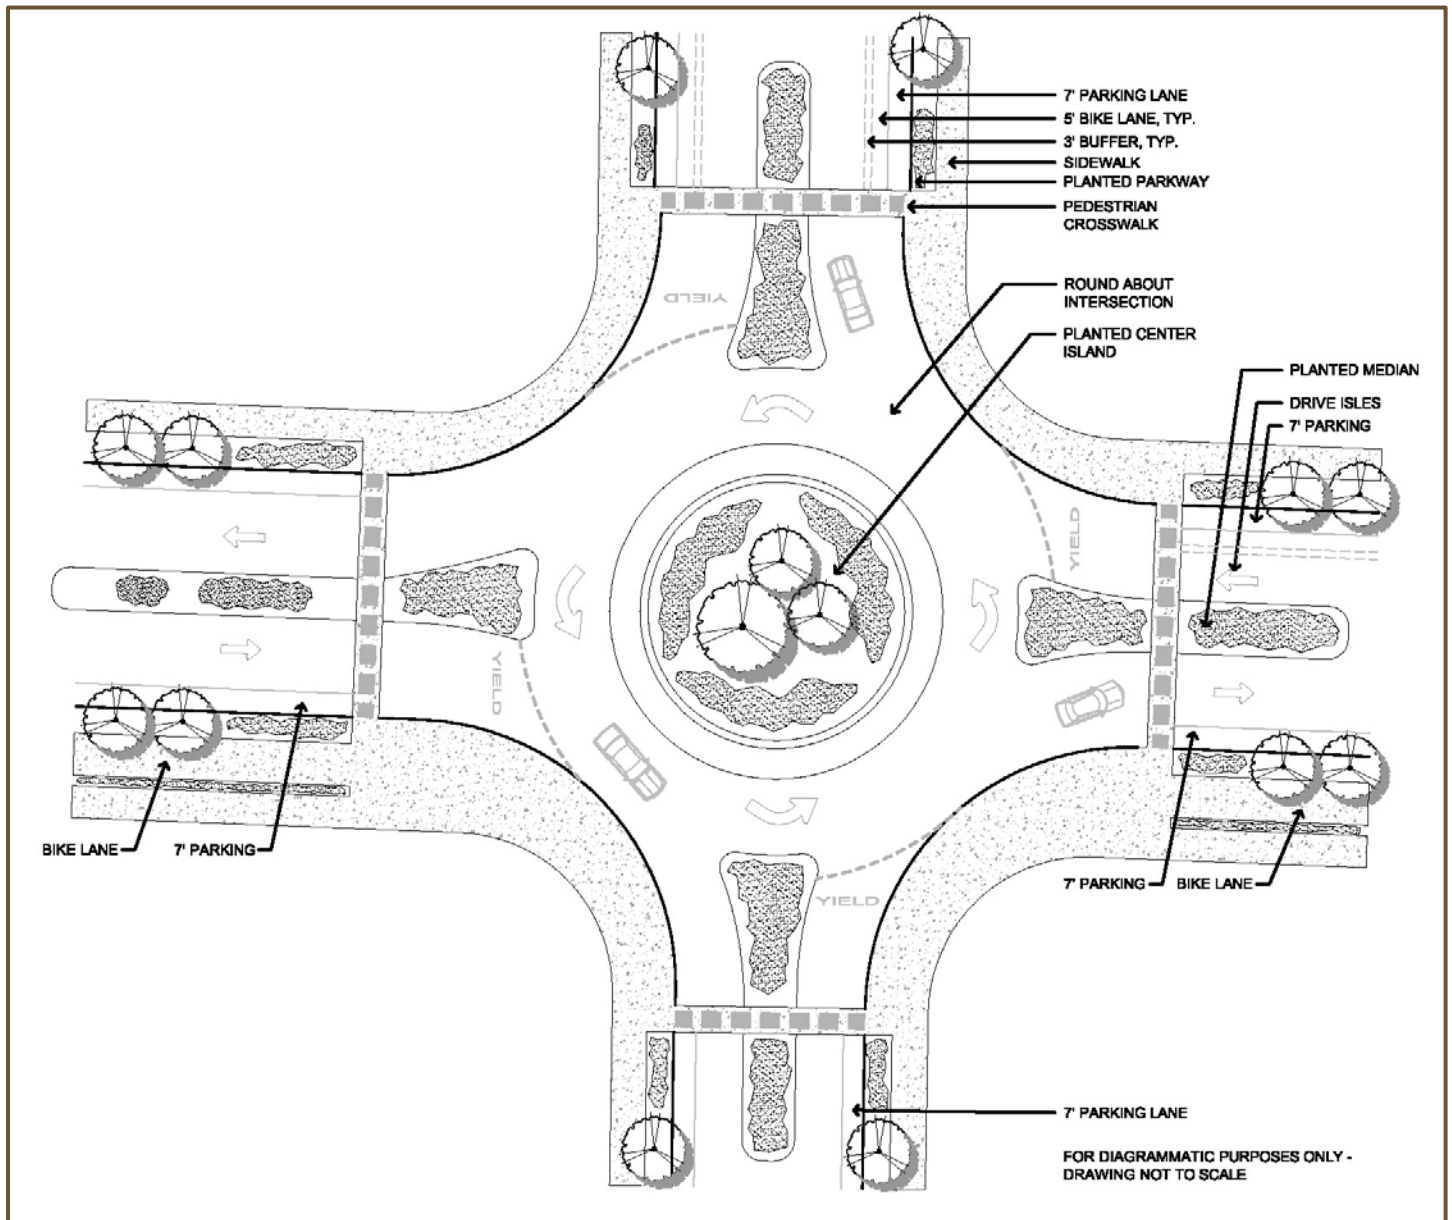 7' PARKING LANE
5' BIKE LANE, TYP.
3' BUFFER, TYP.
SIDEWALK
PLANTED PARKWAY
PEDESTRIAN
CROSSWALK
YIELD
ROUND ABOUT
INTERSECTION
PLANTED CENTER
ISLAND
PLANTED MEDIAN
DRIVE ISLES
7' PARKING
YIELD
YIELD
BIKE LANE
7' PARKING
7' PARKING
BIKE LANE
YIELD
7' PARKING LANE
FOR DIAGRAMMATIC PURPOSES ONLY -
DRAWING NOT TO SCALE